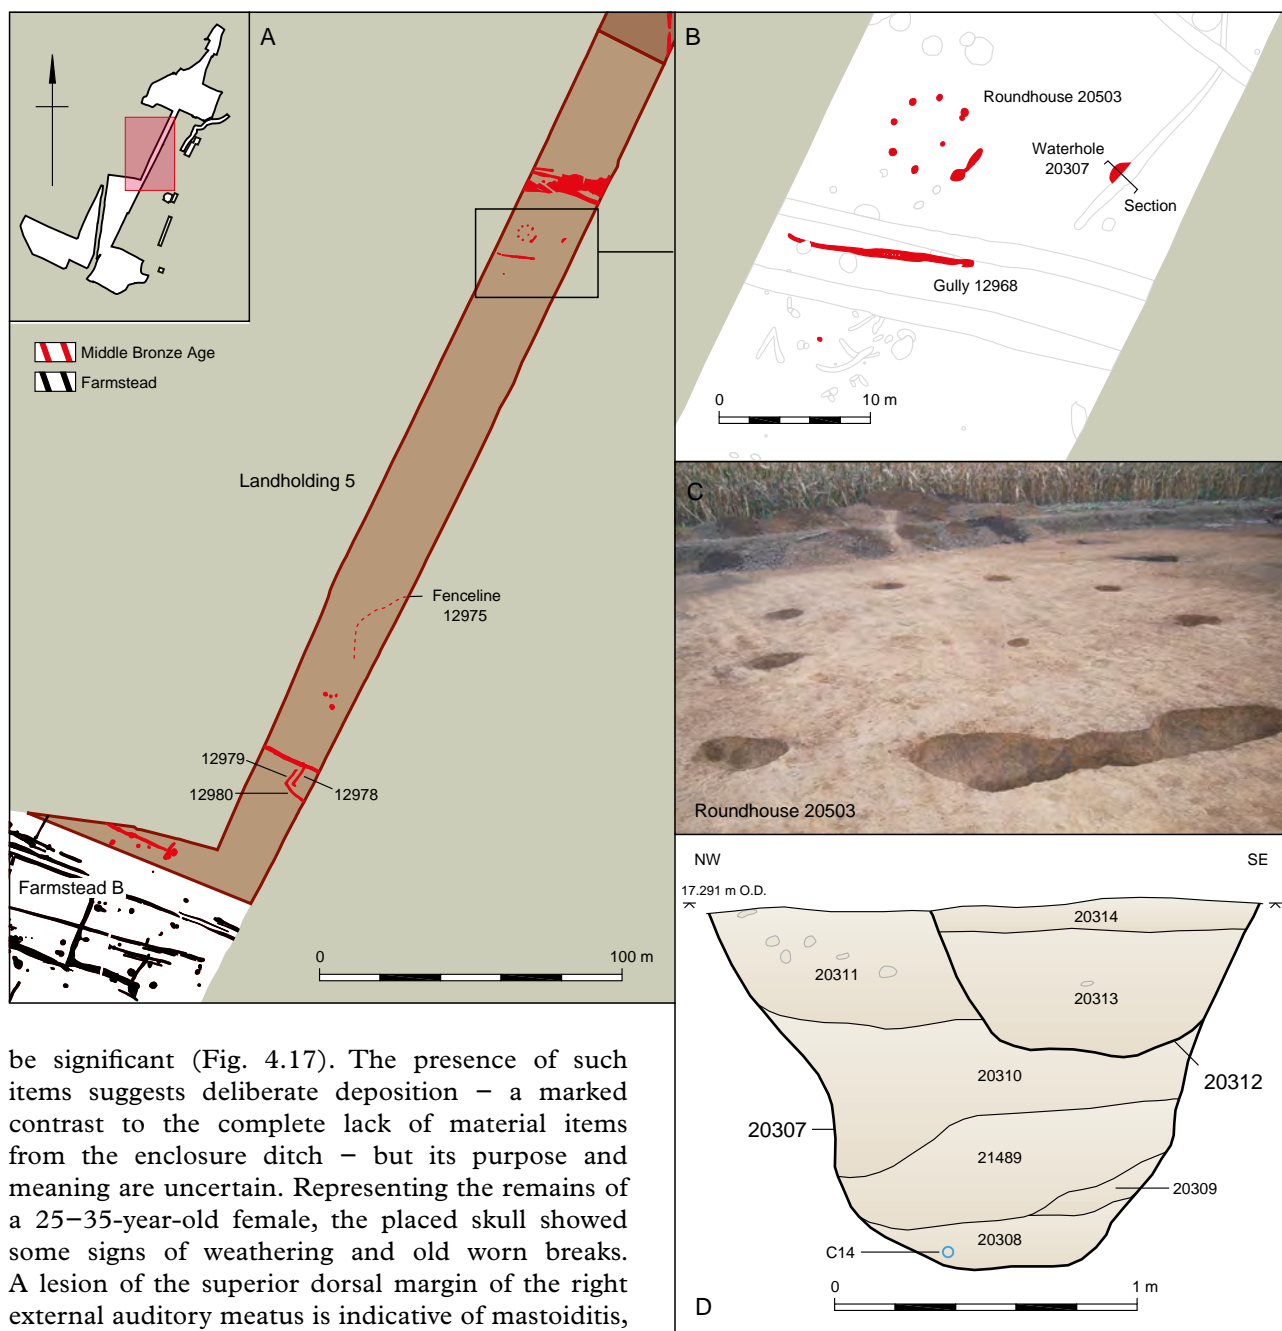 A
Middle Bronze Age
Farmstead
Landholding 5
Fenceline
12975
12979
12980
12978
Farmstead B
0
100 m
B
Roundhouse 20503
Waterhole
20307
Section
Gully 12968
0
10 m
C
Roundhouse 20503
NW
SE
17.291 m O.D.
20314
20311
20313
20310
20312
20307
21489
20309
20308
C14
0
1 m
D
be significant (Fig. 4.17). The presence of such
items suggests deliberate deposition – a marked
contrast to the complete lack of material items
from the enclosure ditch – but its purpose and
meaning are uncertain. Representing the remains of
a 25–35-year-old female, the placed skull showed
some signs of weathering and old worn breaks.
A lesion of the superior dorsal margin of the right
external auditory meatus is indicative of mastoiditis,